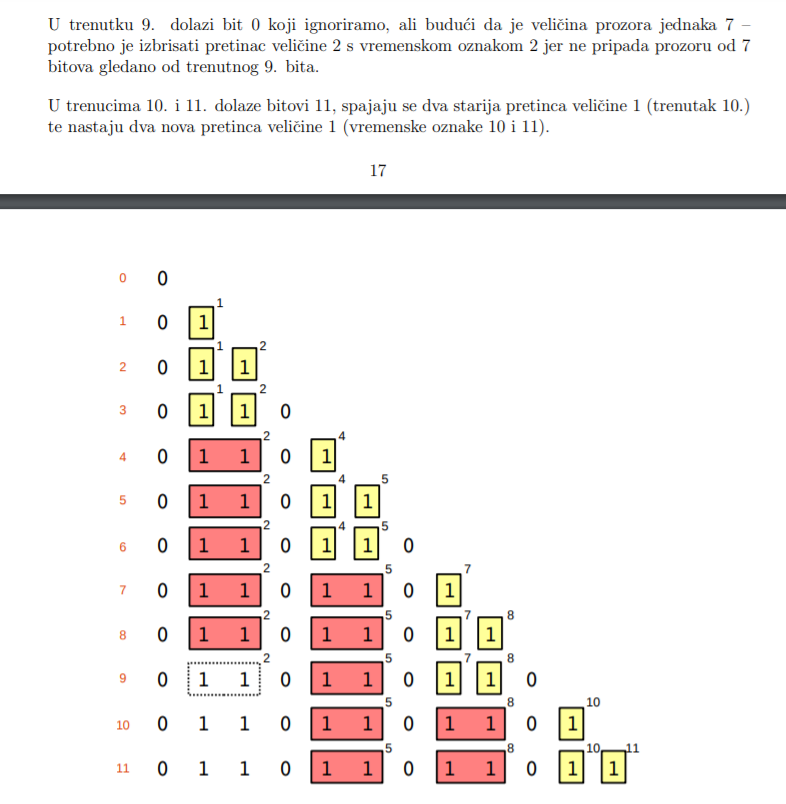 U trenutku 9. dolazi bit 0 koji ignoriramo, ali budući da je veličina prozora jednaka 7 –
potrebno je izbrisati pretinac veličine 2 s vremenskom oznakom 2 jer ne pripada prozoru od 7
bitova gledano od trenutnog 9. bita.
U trenucima 10. i 11. dolaze bitovi 11, spajaju se dva starija pretinca veličine 1 (trenutak 10.)
te nastaju dva nova pretinca veličine 1 (vremenske oznake 10 i 11).
17
0 0
1
1 0 1
1 2
2 0 1 1
1 2
3 0 1 1 0
2 4
4 0 1 1 0 1
2 4 5
5 0 1 1 0 1 1
2 4 5
6 0 1 1 0 1 1 0
2 5 7
7 0 1 1 0 1 1 0 1
2 5 7 8
8 0 1 1 0 1 1 0 1 1
2 5 7 8
9 0 1 1 0 1 1 0 1 1 0
5 8 10
10 0 1 1 0 1 1 0 1 1 0 1
5 8 10 11
11 0 1 1 0 1 1 0 1 1 0 1 1